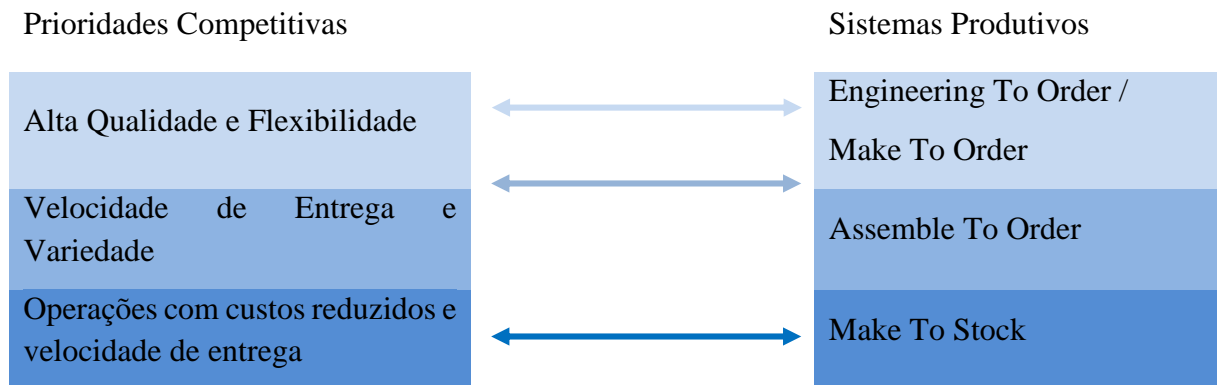 Prioridades Competitivas
Sistemas Produtivos
Alta Qualidade e Flexibilidade
Engineering To Order /
Make To Order
Velocidade de Entrega e
Variedade
Assemble To Order
Operações com custos reduzidos e
velocidade de entrega
Make To Stock